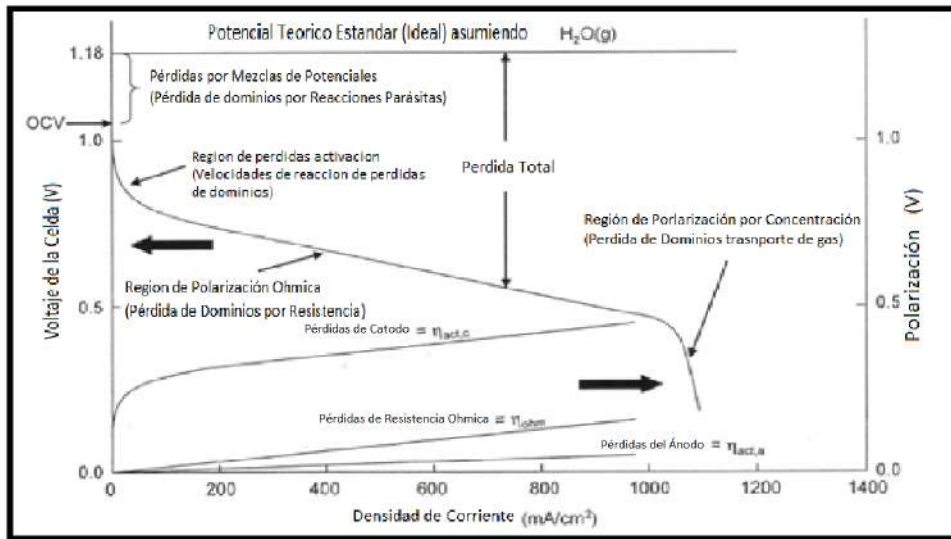 Potencial Teorico Estandar (Ideal) asumiendo H₂O(g)
1.18
Pérdidas por Mezclas de Potenciales
(Pérdida de dominios por Reacciones Parásitas)
OCV
1.0
1.0
Region de perdidas activacion
(Velocidades de reaccion de perdidas
de dominios)
Perdida Total
Región de Porlarización por Concentración
(Perdida de Dominios trasnporte de gas)
Voltaje de la Celda (V)
Polarización (V)
Region de Polarización Ohmica
(Pérdida de Dominios por Resistencia)
0.5
0.5
Pérdidas de Catodo = ηact,c
Pérdidas de Resistencia Ohmica = ηohm
Pérdidas del Ánodo = ηact,a
0.0
0.0
0 200 400 600 800 1000 1200 1400
Densidad de Corriente (mA/cm²)